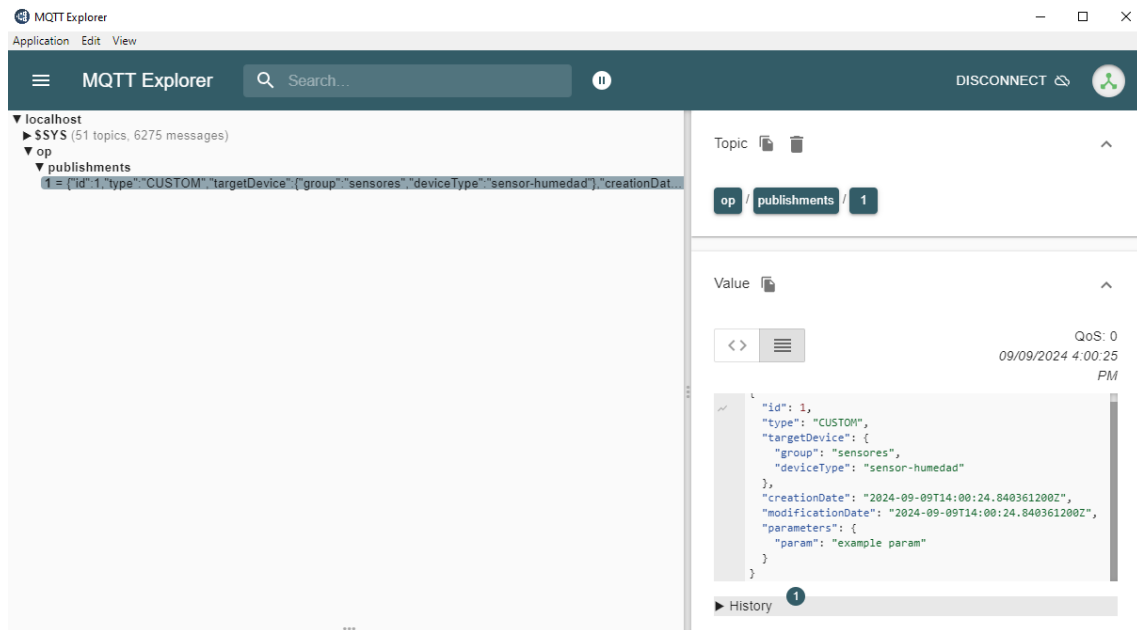 MQTT Explorer
Application Edit View
MQTT Explorer
Search...
DISCONNECT
▼ localhost
▶ $SYS (51 topics, 6275 messages)
▼ op
▼ publishments
1 = {"id":1,"type":"CUSTOM","targetDevice":{"group":"sensores","deviceType":"sensor-humedad"},"creationDat...
Topic
op / publishments / 1
Value
QoS: 0
09/09/2024 4:00:25
PM
{
"id": 1,
"type": "CUSTOM",
"targetDevice": {
"group": "sensores",
"deviceType": "sensor-humedad"
},
"creationDate": "2024-09-09T14:00:24.840361200Z",
"modificationDate": "2024-09-09T14:00:24.840361200Z",
"parameters": {
"param": "example param"
}
}
▶ History 1